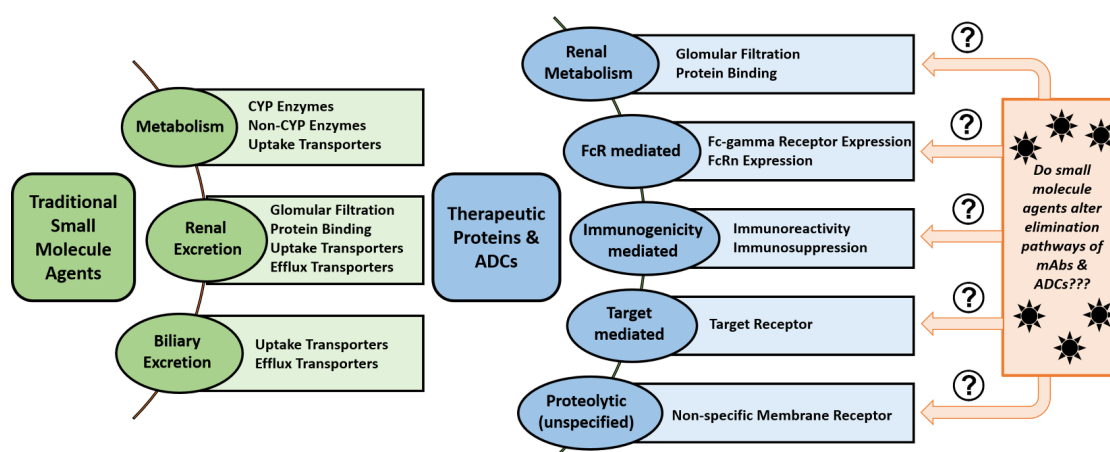 Traditional
Small
Molecule
Agents
Metabolism
CYP Enzymes
Non-CYP Enzymes
Uptake Transporters
Renal
Excretion
Glomular Filtration
Protein Binding
Uptake Transporters
Efflux Transporters
Biliary
Excretion
Uptake Transporters
Efflux Transporters
Therapeutic
Proteins &
ADCs
Renal
Metabolism
Glomular Filtration
Protein Binding
FcR mediated
Fc-gamma Receptor Expression
FcRn Expression
Immunogenicity
mediated
Immunoreactivity
Immunosuppression
Target
mediated
Target Receptor
Proteolytic
(unspecified)
Non-specific Membrane Receptor
?
?
?
?
?
Do small
molecule
agents alter
elimination
pathways of
mAbs &
ADCs???